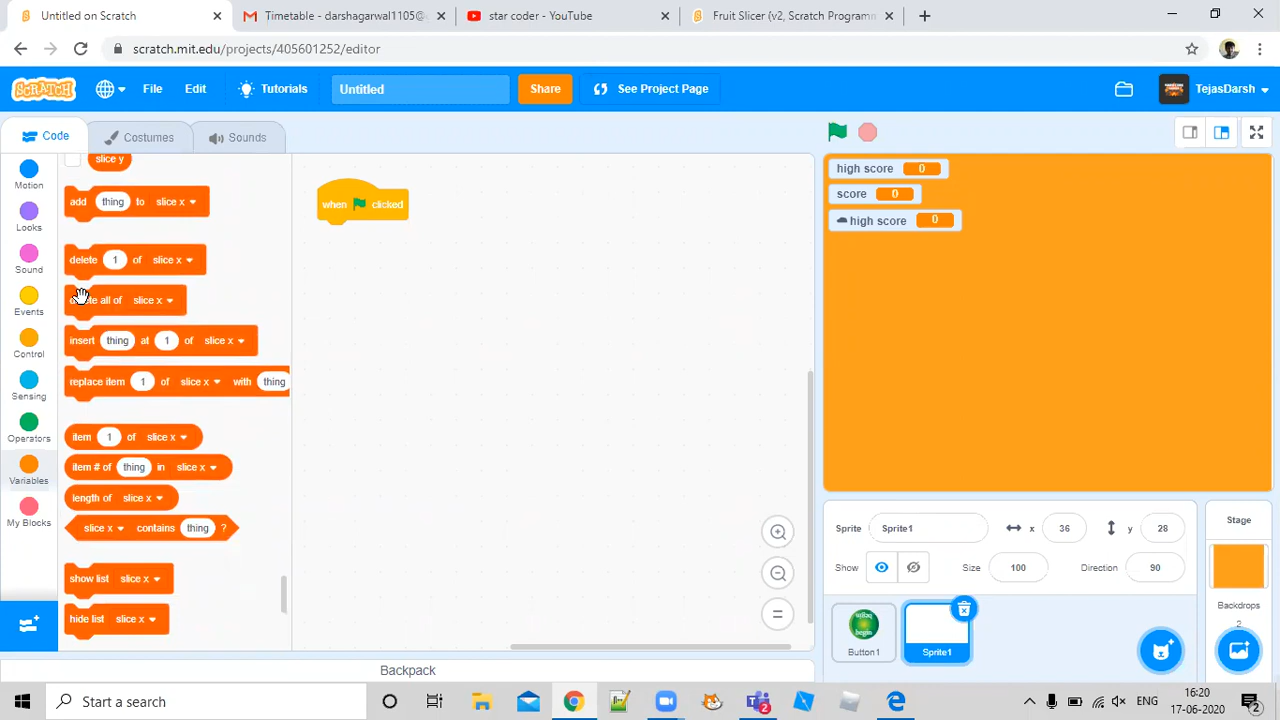 Untitled on Scratch
Timetable - darshagarwal1105@
star coder - YouTube
Fruit Slicer (v2, Scratch Programm
scratch.mit.edu/projects/405601252/editor
SCRATCH
File
Edit
Tutorials
Untitled
Share
See Project Page
TejasDarsh
Code
Costumes
Sounds
Motion
Looks
Sound
Events
Control
Sensing
Operators
Variables
My Blocks
slice y
add thing to slice x
delete 1 of slice x
all of slice x
insert thing at 1 of slice x
replace item 1 of slice x with thing
item 1 of slice x
item # of thing in slice x
length of slice x
slice x contains thing ?
show list slice x
hide list slice x
when clicked
high score 0
score 0
high score 0
Sprite Sprite1 x 36 y 28
Show Size 100 Direction 90
begin
Button1
Sprite1
Stage
Backdrops
2
Backpack
Start a search
2
ENG
16:20
17-06-2020
2